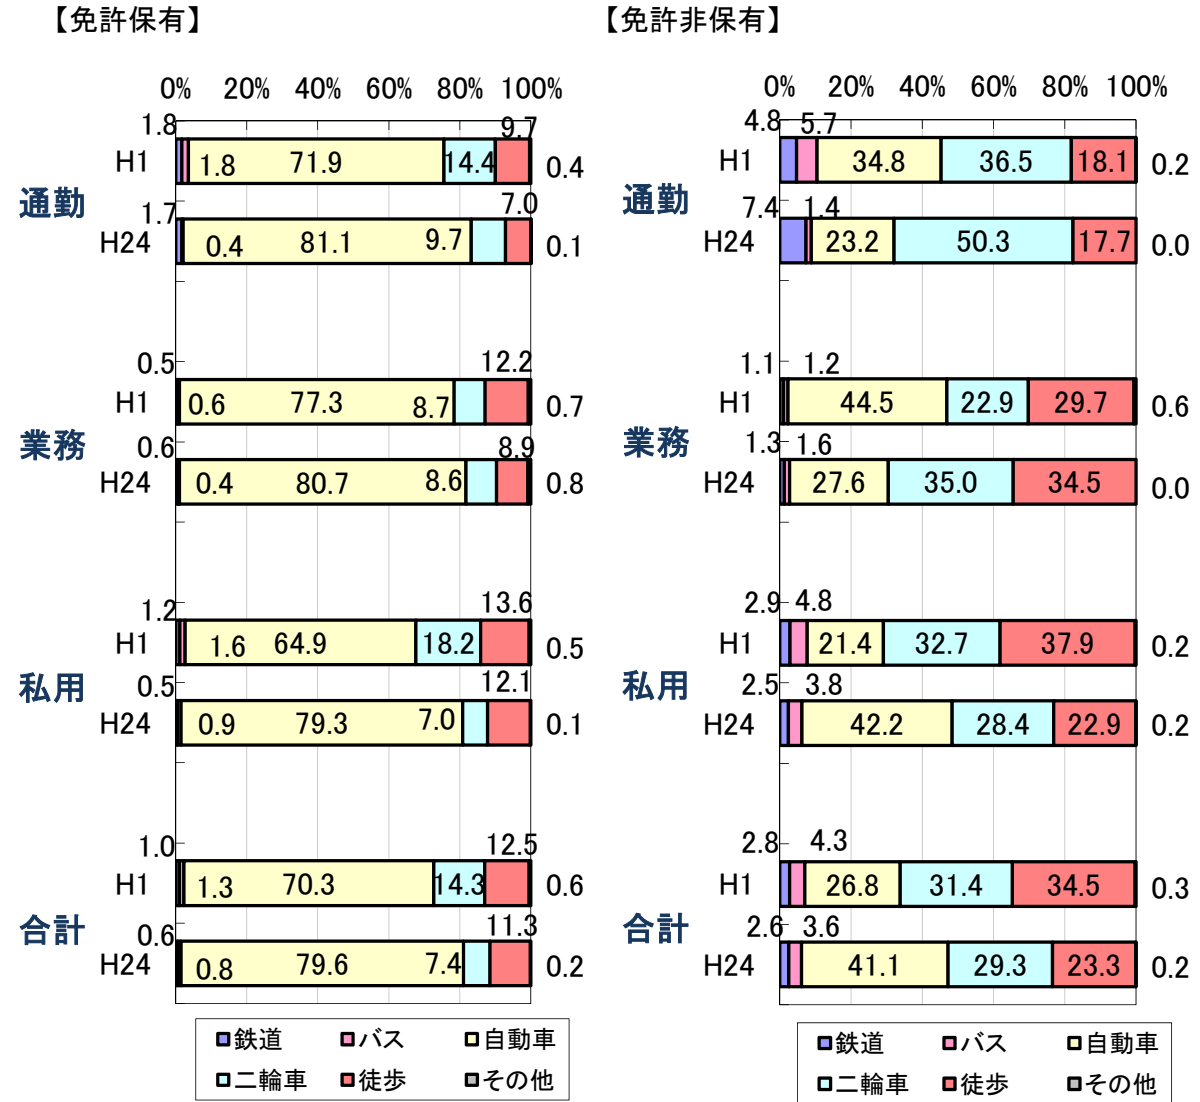 【免許保有】
0% 20% 40% 60% 80% 100%
通勤
1.8 9.7
H1 1.8 71.9 14.4 0.4
1.7 7.0
H24 0.4 81.1 9.7 0.1
業務
0.5 12.2
H1 0.6 77.3 8.7 0.7
0.6 8.9
H24 0.4 80.7 8.6 0.8
私用
1.2 13.6
H1 1.6 64.9 18.2 0.5
0.5 12.1
H24 0.9 79.3 7.0 0.1
合計
1.0 12.5
H1 1.3 70.3 14.3 0.6
0.6 11.3
H24 0.8 79.6 7.4 0.2
鉄道 バス 自動車
二輪車 徒歩 その他
【免許非保有】
0% 20% 40% 60% 80% 100%
通勤
4.8 5.7
H1 34.8 36.5 18.1 0.2
7.4 1.4
H24 23.2 50.3 17.7 0.0
業務
1.1 1.2
H1 44.5 22.9 29.7 0.6
1.3 1.6
H24 27.6 35.0 34.5 0.0
私用
2.9 4.8
H1 21.4 32.7 37.9 0.2
2.5 3.8
H24 42.2 28.4 22.9 0.2
合計
2.8 4.3
H1 26.8 31.4 34.5 0.3
2.6 3.6
H24 41.1 29.3 23.3 0.2
鉄道 バス 自動車
二輪車 徒歩 その他